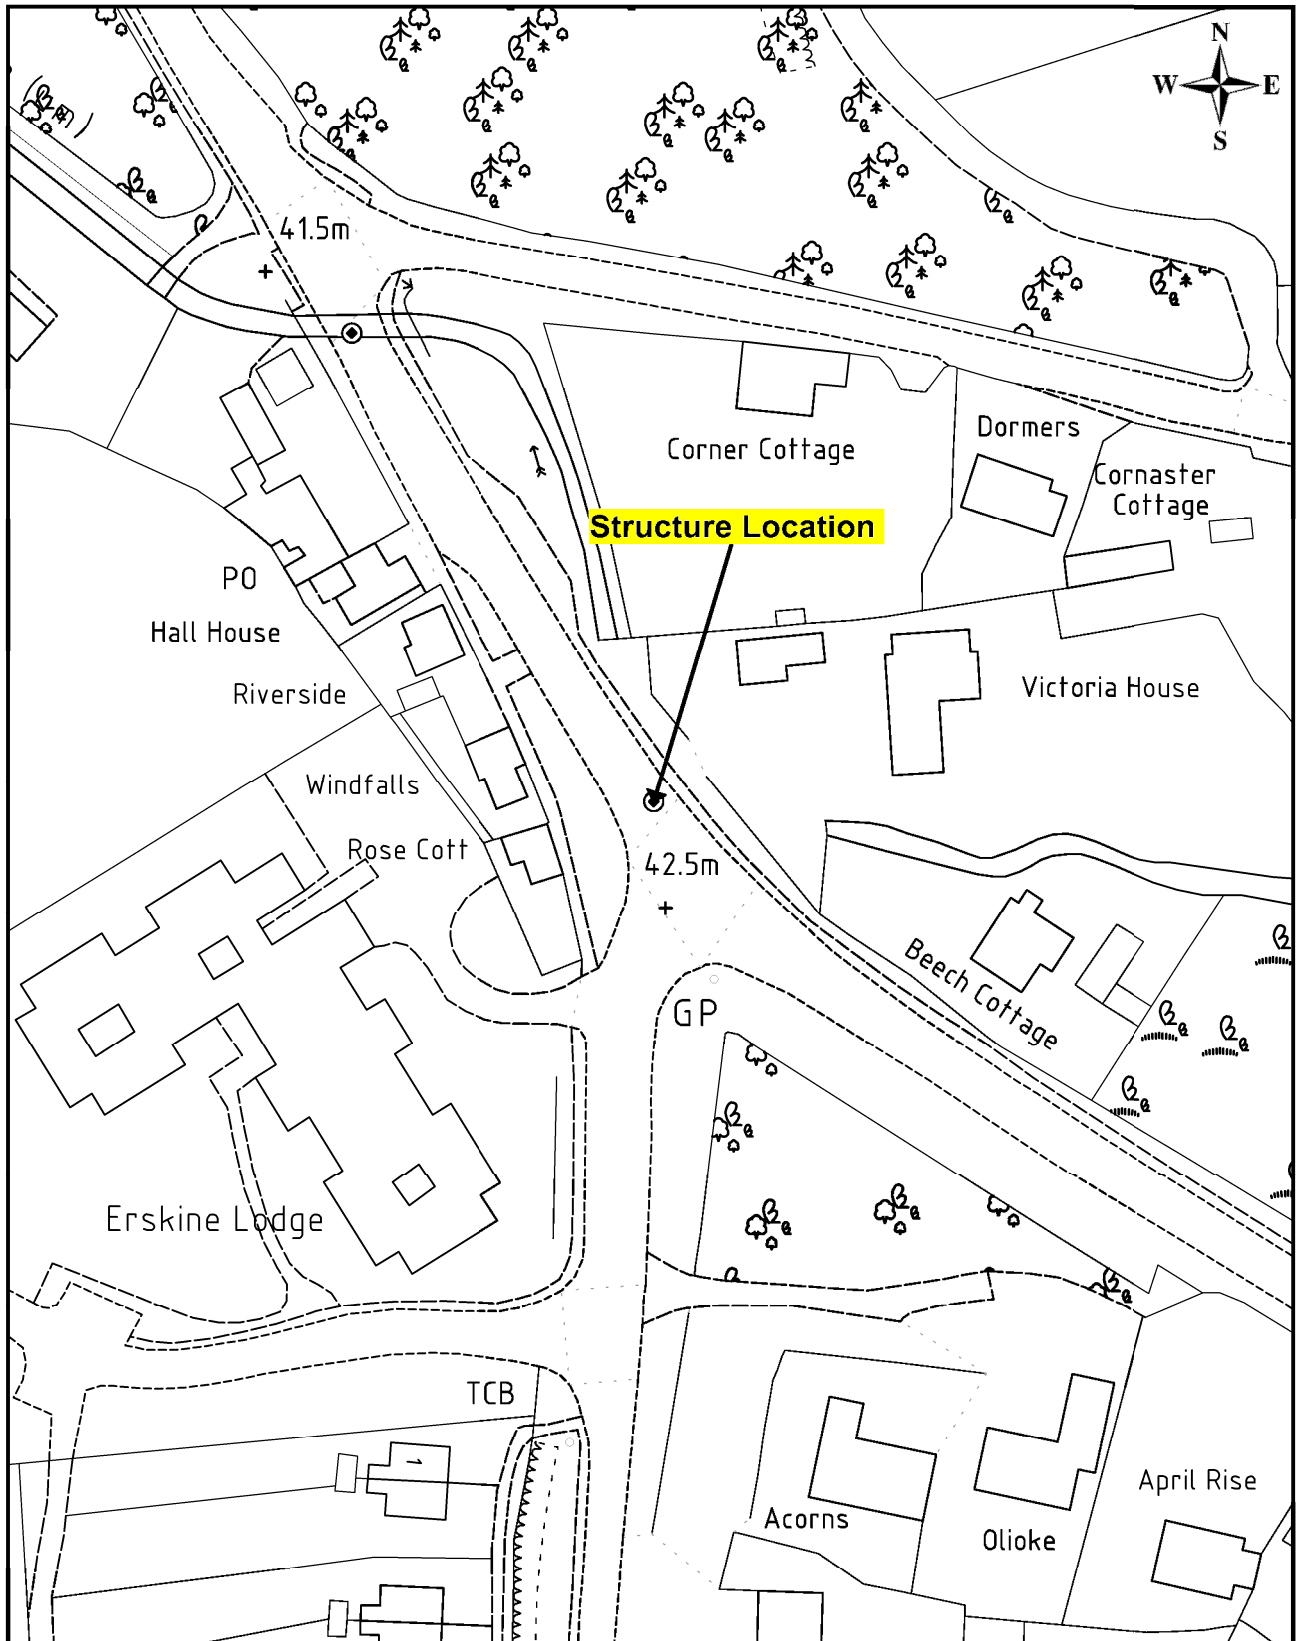 N
W E
S
41.5m
Corner Cottage
Dormers
Cornaster
Cottage
Structure Location
PO
Hall House
Riverside
Victoria House
Windfalls
Rose Cott
42.5m
Beech Cottage
GP
Erskine Lodge
TCB
1
April Rise
Acorns
Olioke